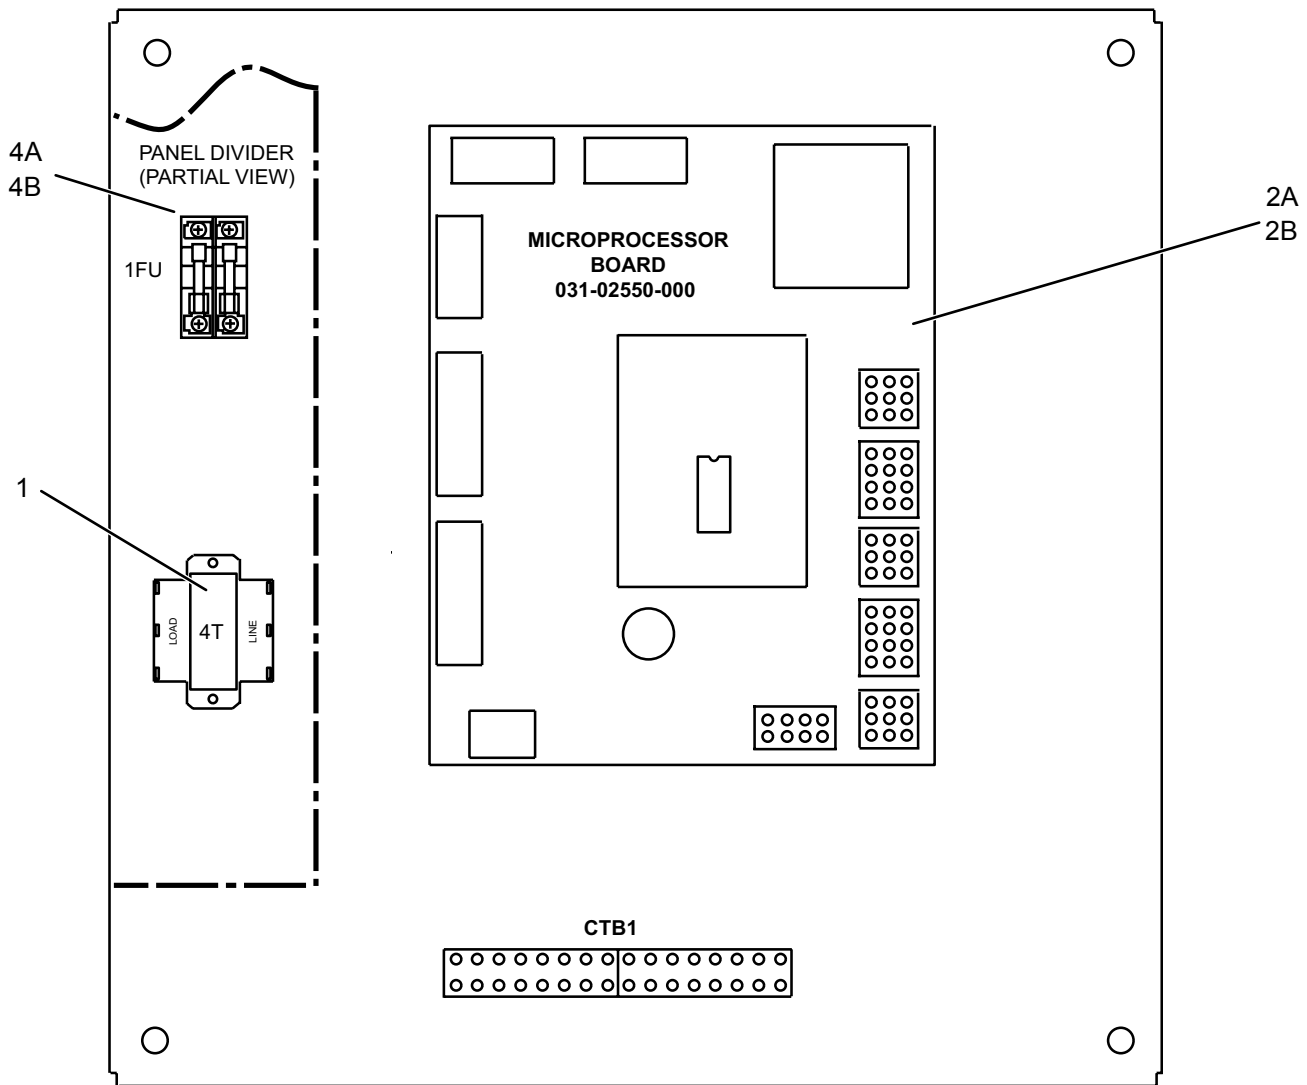 4A
4B
PANEL DIVIDER
(PARTIAL VIEW)
1FU
MICROPROCESSOR
BOARD
031-02550-000
2A
2B
1
LOAD
4T
LINE
CTB1